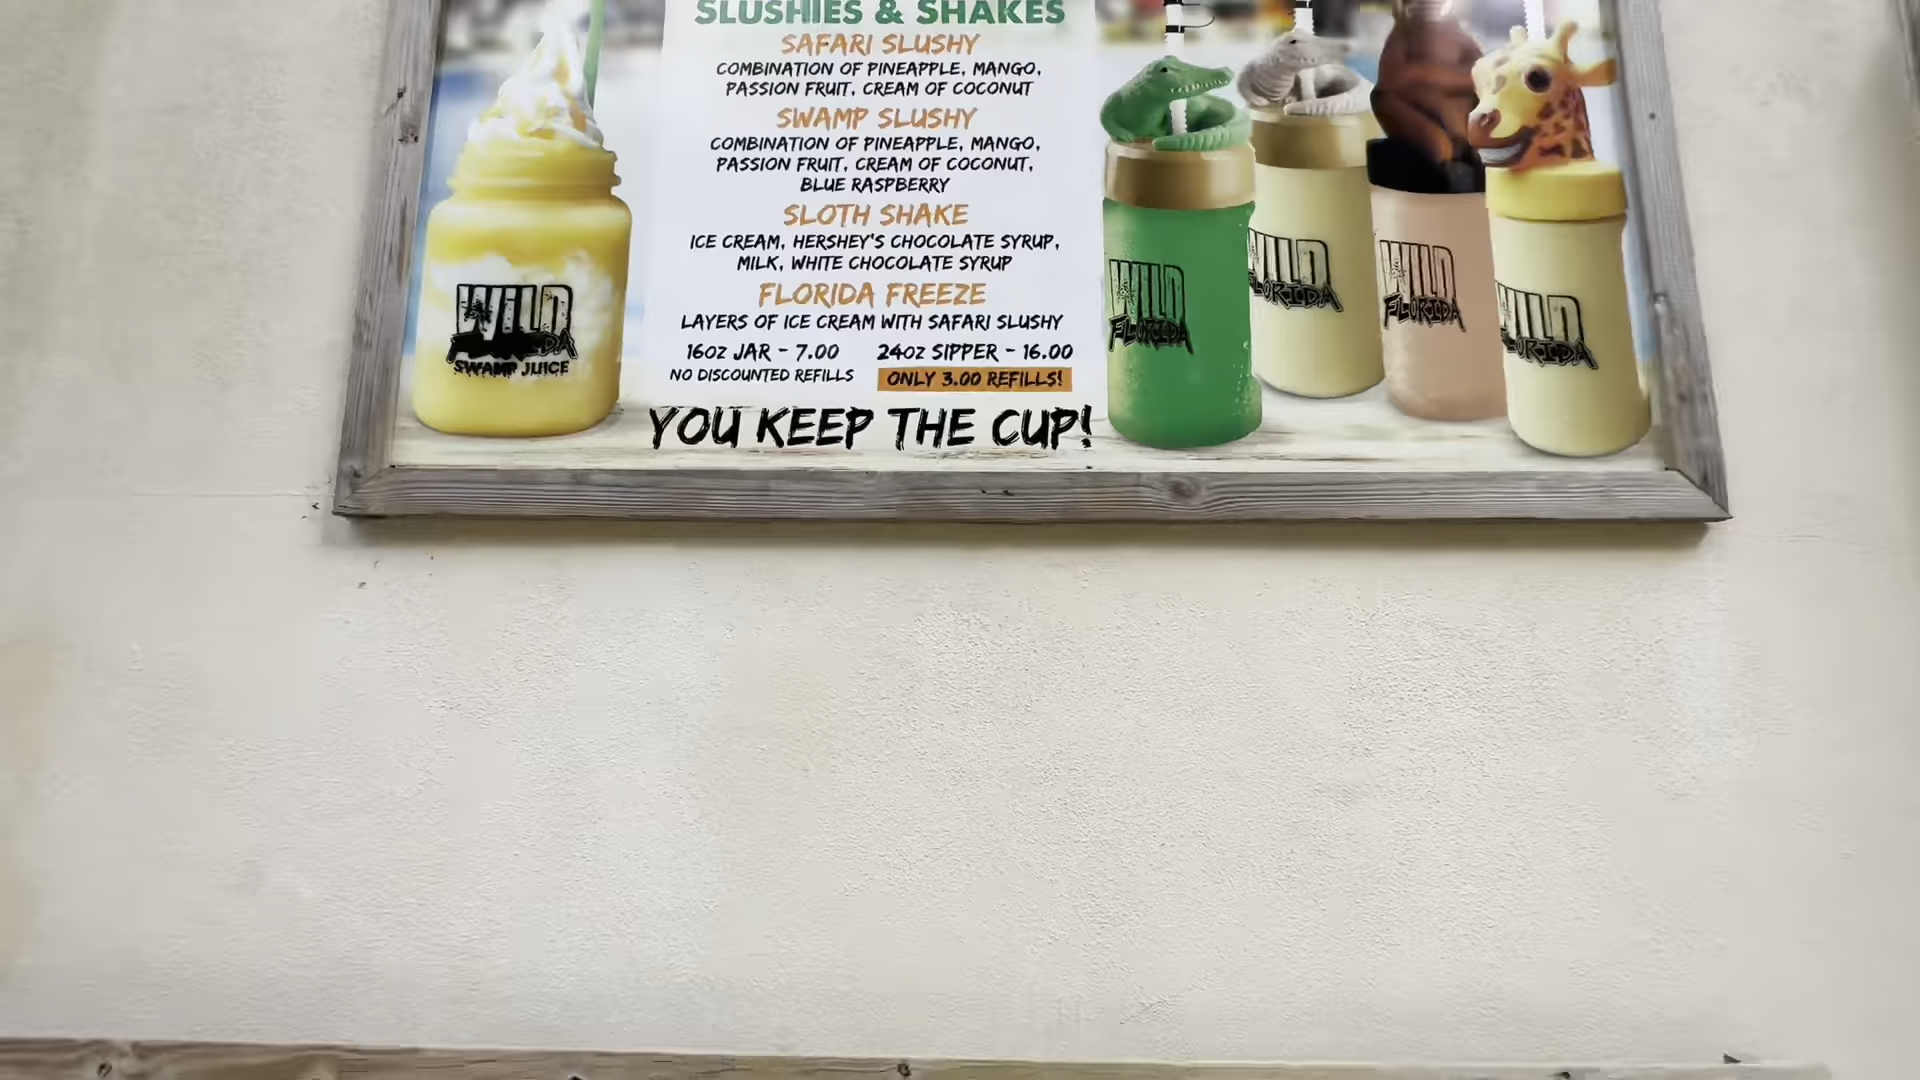 SLUSHIES & SHAKES
SAFARI SLUSHY
COMBINATION OF PINEAPPLE, MANGO,
PASSION FRUIT, CREAM OF COCONUT
SWAMP SLUSHY
COMBINATION OF PINEAPPLE, MANGO,
PASSION FRUIT, CREAM OF COCONUT,
BLUE RASPBERRY
SLOTH SHAKE
ICE CREAM, HERSHEY'S CHOCOLATE SYRUP,
MILK, WHITE CHOCOLATE SYRUP
FLORIDA FREEZE
LAYERS OF ICE CREAM WITH SAFARI SLUSHY
16OZ JAR - 7.00 24OZ SIPPER - 16.00
NO DISCOUNTED REFILLS ONLY 3.00 REFILLS!
YOU KEEP THE CUP!
WILD
FLORIDA
SWAMP JUICE
WILD
FLORIDA
WILD
FLORIDA
WILD
FLORIDA
WILD
FLORIDA